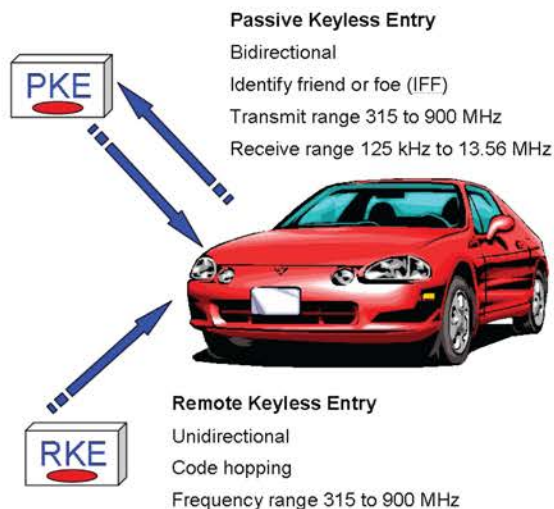 Passive Keyless Entry
PKE
Bidirectional
Identify friend or foe (IFF)
Transmit range 315 to 900 MHz
Receive range 125 kHz to 13.56 MHz
Remote Keyless Entry
Unidirectional
RKE
Code hopping
Frequency range 315 to 900 MHz